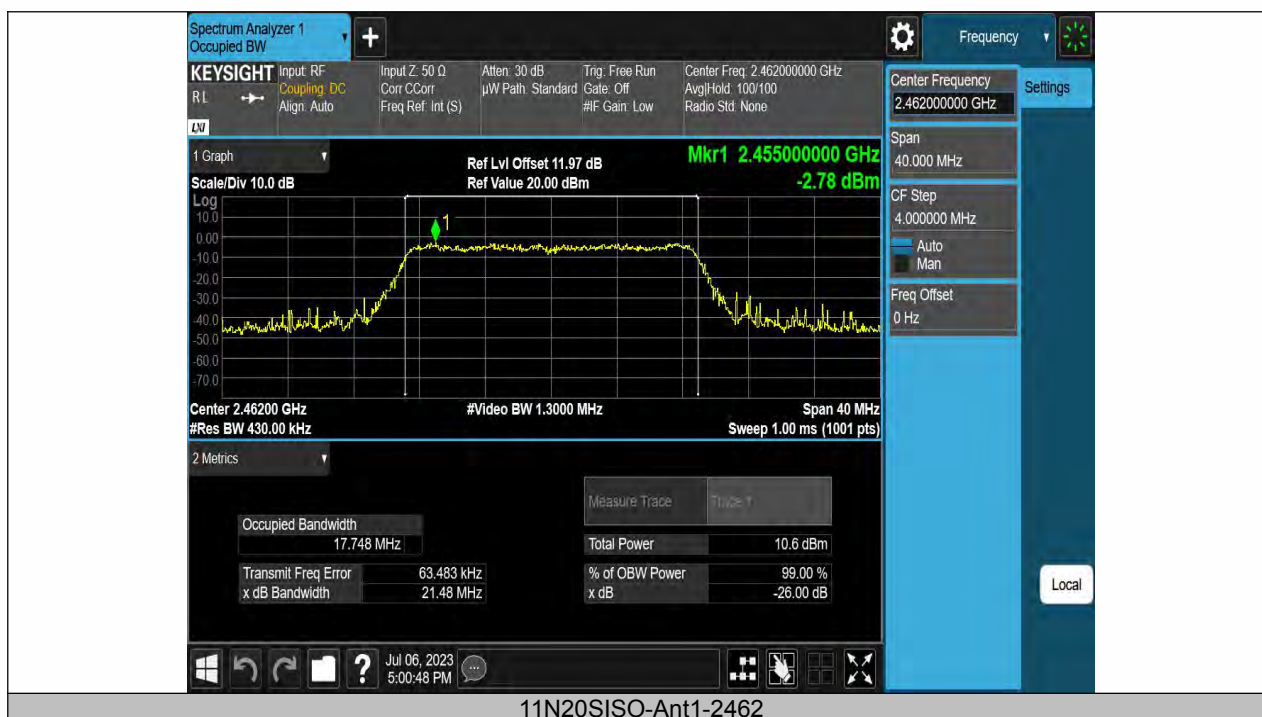 Spectrum Analyzer 1
Occupied BW
+
Frequency
KEYSIGHT
R L
LXI
Input: RF
Coupling: DC
Align: Auto
Input Z: 50 Ω
Corr CCorr
Freq Ref: Int (S)
Atten: 30 dB
µW Path: Standard
Trig: Free Run
Gate: Off
#IF Gain: Low
Center Freq: 2.462000000 GHz
Avg|Hold: 100/100
Radio Std: None
Center Frequency
2.462000000 GHz
Settings
Span
40.000 MHz
CF Step
4.000000 MHz
Auto
Man
Freq Offset
0 Hz
1 Graph
Scale/Div 10.0 dB
Ref Lvl Offset 11.97 dB
Ref Value 20.00 dBm
Mkr1 2.455000000 GHz
-2.78 dBm
Log
10.0
0.00
-10.0
-20.0
-30.0
-40.0
-50.0
-60.0
-70.0
1
Center 2.46200 GHz
#Res BW 430.00 kHz
#Video BW 1.3000 MHz
Span 40 MHz
Sweep 1.00 ms (1001 pts)
2 Metrics
Measure Trace
Trace 1
Occupied Bandwidth
17.748 MHz
Total Power 10.6 dBm
Transmit Freq Error 63.483 kHz
% of OBW Power 99.00 %
x dB Bandwidth 21.48 MHz
x dB -26.00 dB
Local
?
Jul 06, 2023
5:00:48 PM
11N20SISO-Ant1-2462